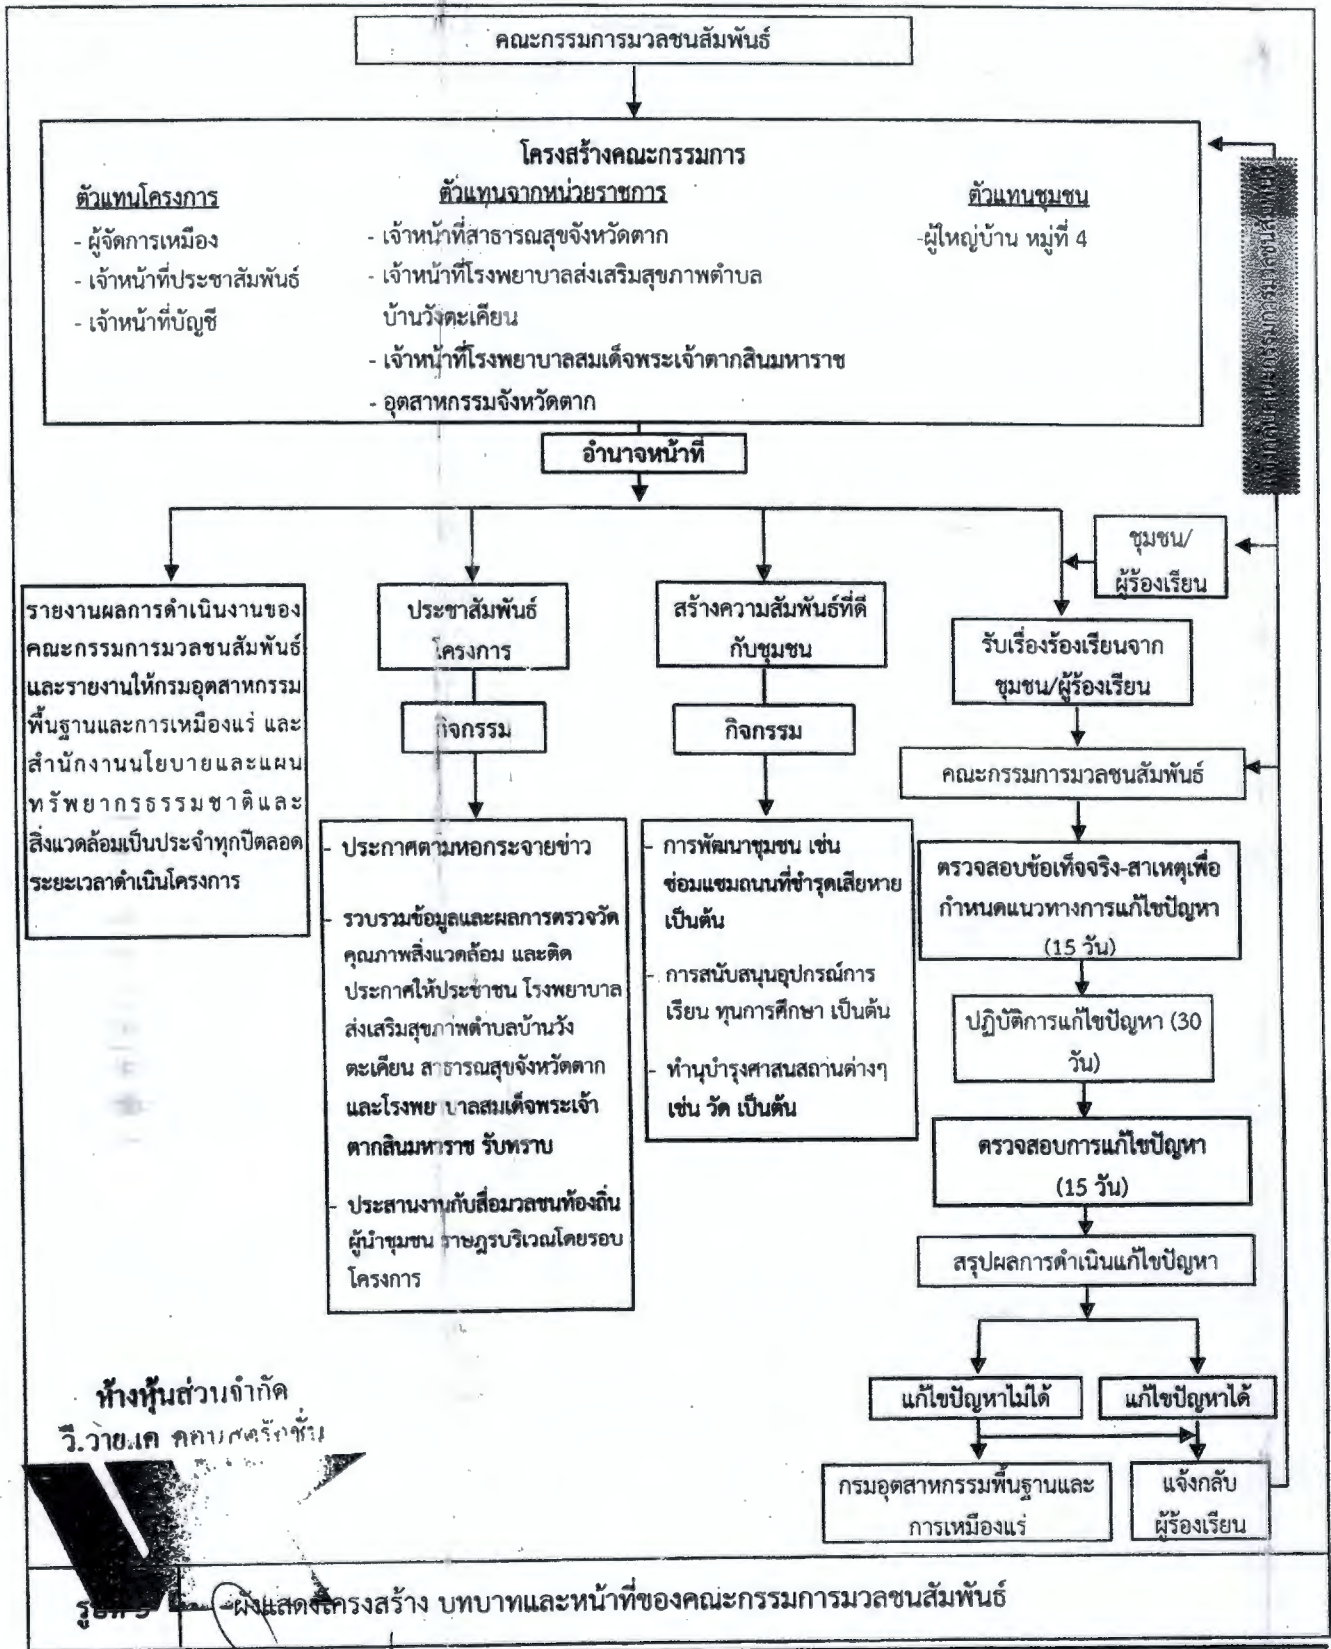 คณะกรรมการมวลชนสัมพันธ์
โครงสร้างคณะกรรมการ
ตัวแทนโครงการ
- ผู้จัดการเหมือง
- เจ้าหน้าที่ประชาสัมพันธ์
- เจ้าหน้าที่บัญชี
ตัวแทนจากหน่วยราชการ
- เจ้าหน้าที่สาธารณสุขจังหวัดตาก
- เจ้าหน้าที่โรงพยาบาลส่งเสริมสุขภาพตำบล
บ้านวังตะเคียน
- เจ้าหน้าที่โรงพยาบาลสมเด็จพระเจ้าตากสินมหาราช
- อุตสาหกรรมจังหวัดตาก
ตัวแทนชุมชน
-ผู้ใหญ่บ้าน หมู่ที่ 4
อำนาจหน้าที่
รายงานผลการดำเนินงานของ
คณะกรรมการมวลชนสัมพันธ์
และรายงานให้กรมอุตสาหกรรม
พื้นฐานและการเหมืองแร่ และ
สำนักงานนโยบายและแผน
ทรัพยากรธรรมชาติและ
สิ่งแวดล้อมเป็นประจำทุกปีตลอด
ระยะเวลาดำเนินโครงการ
ประชาสัมพันธ์
โครงการ
กิจกรรม
- ประกาศตามหอกระจายข่าว
- รวบรวมข้อมูลและผลการตรวจวัด
คุณภาพสิ่งแวดล้อม และติด
ประกาศให้ประชาชน โรงพยาบาล
ส่งเสริมสุขภาพตำบลบ้านวัง
ตะเคียน สาธารณสุขจังหวัดตาก
และโรงพยาบาลสมเด็จพระเจ้า
ตากสินมหาราช รับทราบ
- ประสานงานกับสื่อมวลชนท้องถิ่น
ผู้นำชุมชน ราษฎรบริเวณโดยรอบ
โครงการ
สร้างความสัมพันธ์ที่ดี
กับชุมชน
กิจกรรม
- การพัฒนาชุมชน เช่น
ซ่อมแซมถนนที่ชำรุดเสียหาย
เป็นต้น
- การสนับสนุนอุปกรณ์การ
เรียน ทุนการศึกษา เป็นต้น
- ทำนุบำรุงศาสนสถานต่างๆ
เช่น วัด เป็นต้น
ชุมชน/
ผู้ร้องเรียน
รับเรื่องร้องเรียนจาก
ชุมชน/ผู้ร้องเรียน
คณะกรรมการมวลชนสัมพันธ์
ตรวจสอบข้อเท็จจริง-สาเหตุเพื่อ
กำหนดแนวทางการแก้ไขปัญหา
(15 วัน)
ปฏิบัติการแก้ไขปัญหา (30
วัน)
ตรวจสอบการแก้ไขปัญหา
(15 วัน)
สรุปผลการดำเนินแก้ไขปัญหา
แก้ไขปัญหาไม่ได้
แก้ไขปัญหาได้
กรมอุตสาหกรรมพื้นฐานและ
การเหมืองแร่
แจ้งกลับ
ผู้ร้องเรียน
แจ้งกลับคณะกรรมการมวลชนสัมพันธ์
ห้างหุ้นส่วนจำกัด
วี.วาย.เค คอนสตรัคชั่น
ผังแสดงโครงสร้าง บทบาทและหน้าที่ของคณะกรรมการมวลชนสัมพันธ์